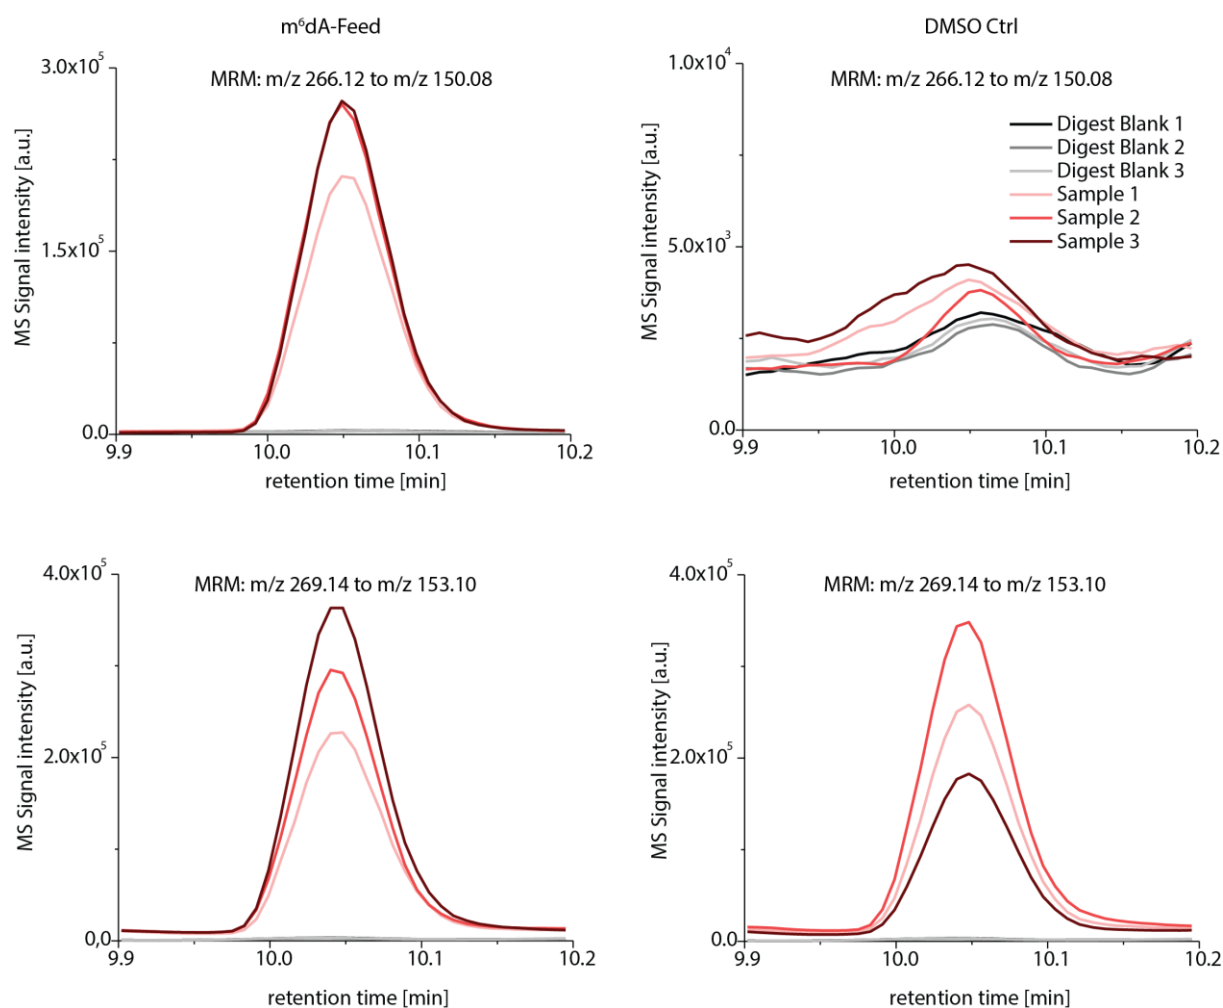 m⁶dA-Feed
MRM: m/z 266.12 to m/z 150.08
MS Signal intensity [a.u.]
3.0x10⁵
1.5x10⁵
0.0
9.9 10.0 10.1 10.2
retention time [min]
DMSO Ctrl
MRM: m/z 266.12 to m/z 150.08
Digest Blank 1
Digest Blank 2
Digest Blank 3
Sample 1
Sample 2
Sample 3
MS Signal intensity [a.u.]
1.0x10⁴
5.0x10³
0.0
9.9 10.0 10.1 10.2
retention time [min]
MRM: m/z 269.14 to m/z 153.10
MS Signal intensity [a.u.]
4.0x10⁵
2.0x10⁵
0,0
9.9 10.0 10.1 10.2
retention time [min]
MRM: m/z 269.14 to m/z 153.10
MS Signal intensity [a.u.]
4.0x10⁵
2.0x10⁵
0.0
9.9 10.0 10.1 10.2
retention time [min]